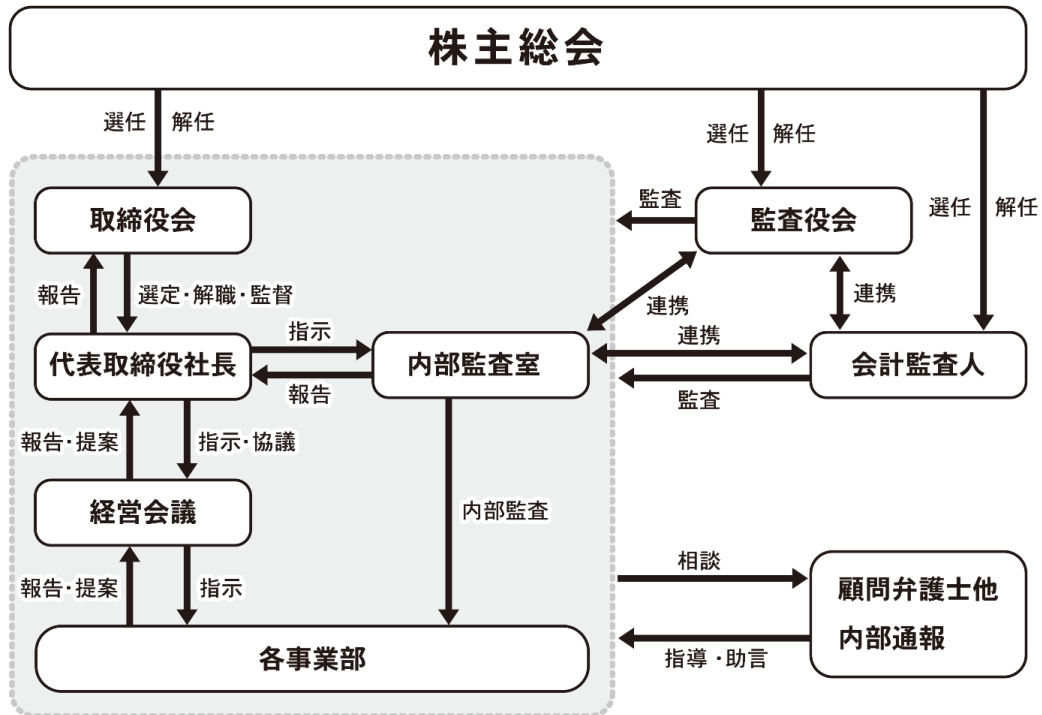 株主総会
選任 解任
選任 解任
選任 解任
取締役会
監査
監査役会
報告
選定・解職・監督
連携
連携
代表取締役社長
指示
報告
内部監査室
連携
監査
会計監査人
報告・提案
指示・協議
経営会議
内部監査
報告・提案
指示
相談
顧問弁護士他
内部通報
指導・助言
各事業部